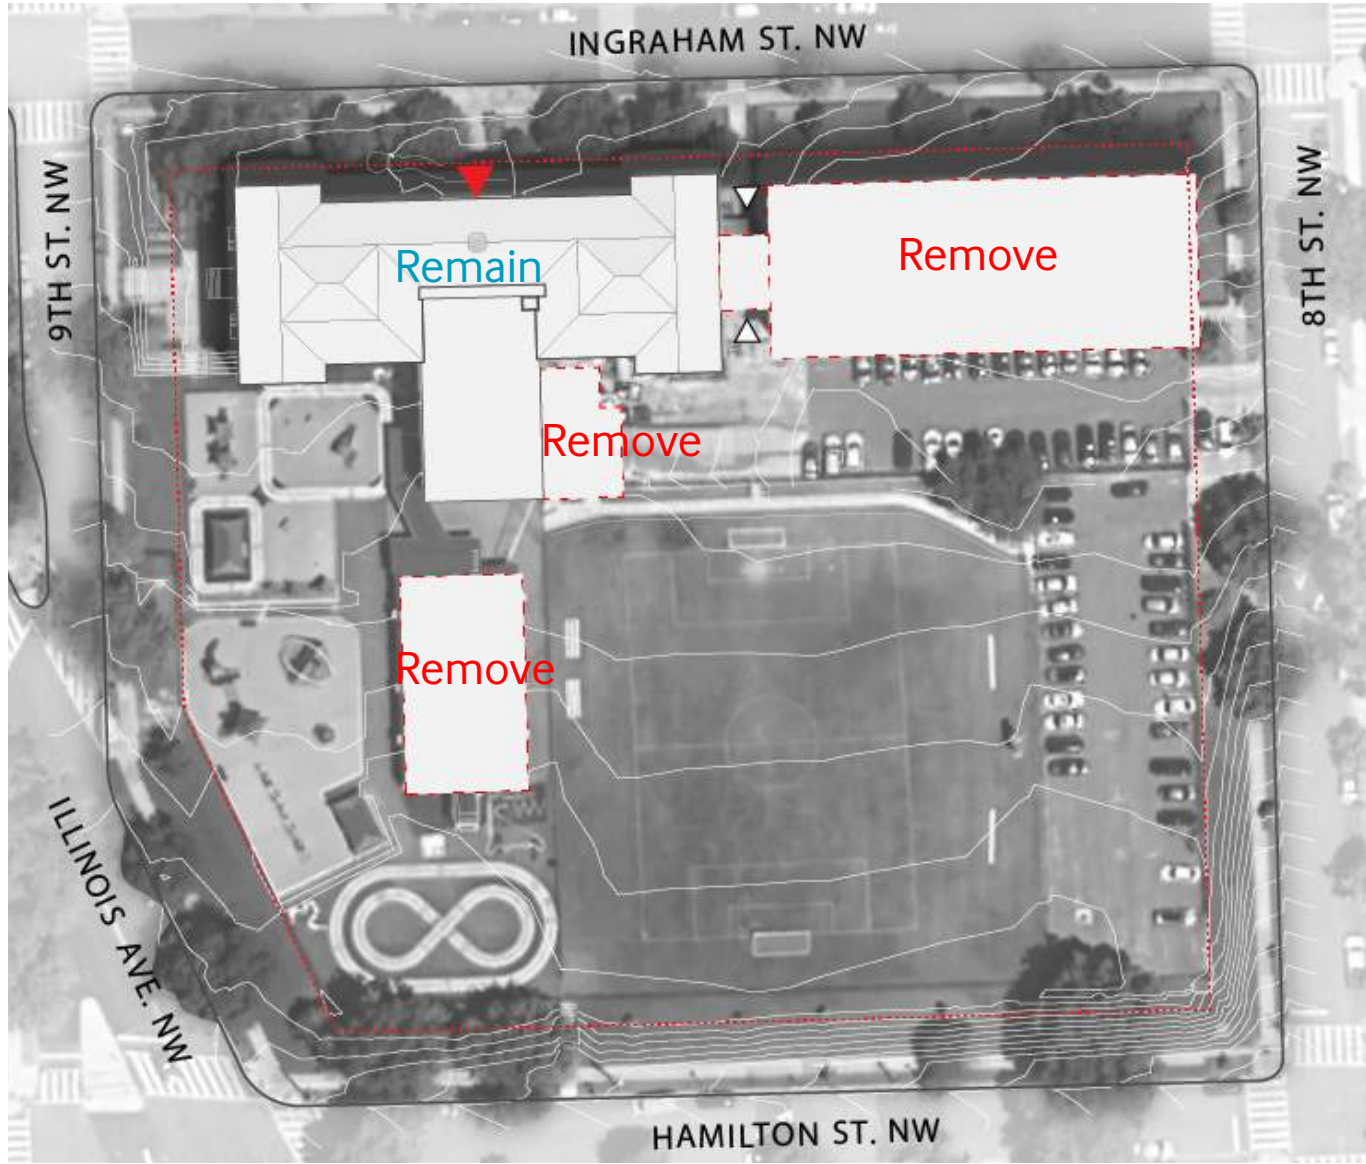 INGRAHAM ST. NW
9TH ST. NW
8TH ST. NW
Remain
Remove
Remove
Remove
ILLINOIS AVE. NW
HAMILTON ST. NW